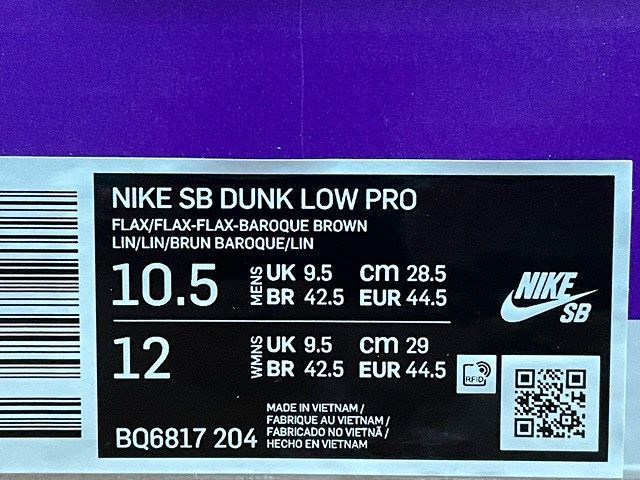 NIKE SB DUNK LOW PRO
FLAX/FLAX-FLAX-BAROQUE BROWN
LIN/LIN/BRUN BAROQUE/LIN
10.5 MENS UK 9.5 cm 28.5
BR 42.5 EUR 44.5
NIKE
SB
12 WMNS UK 9.5 cm 29
BR 42.5 EUR 44.5
RFID
BQ6817 204
MADE IN VIETNAM /
FABRIQUE AU VIETNAM /
FABRICADO NO VIETNÃ /
HECHO EN VIETNAM